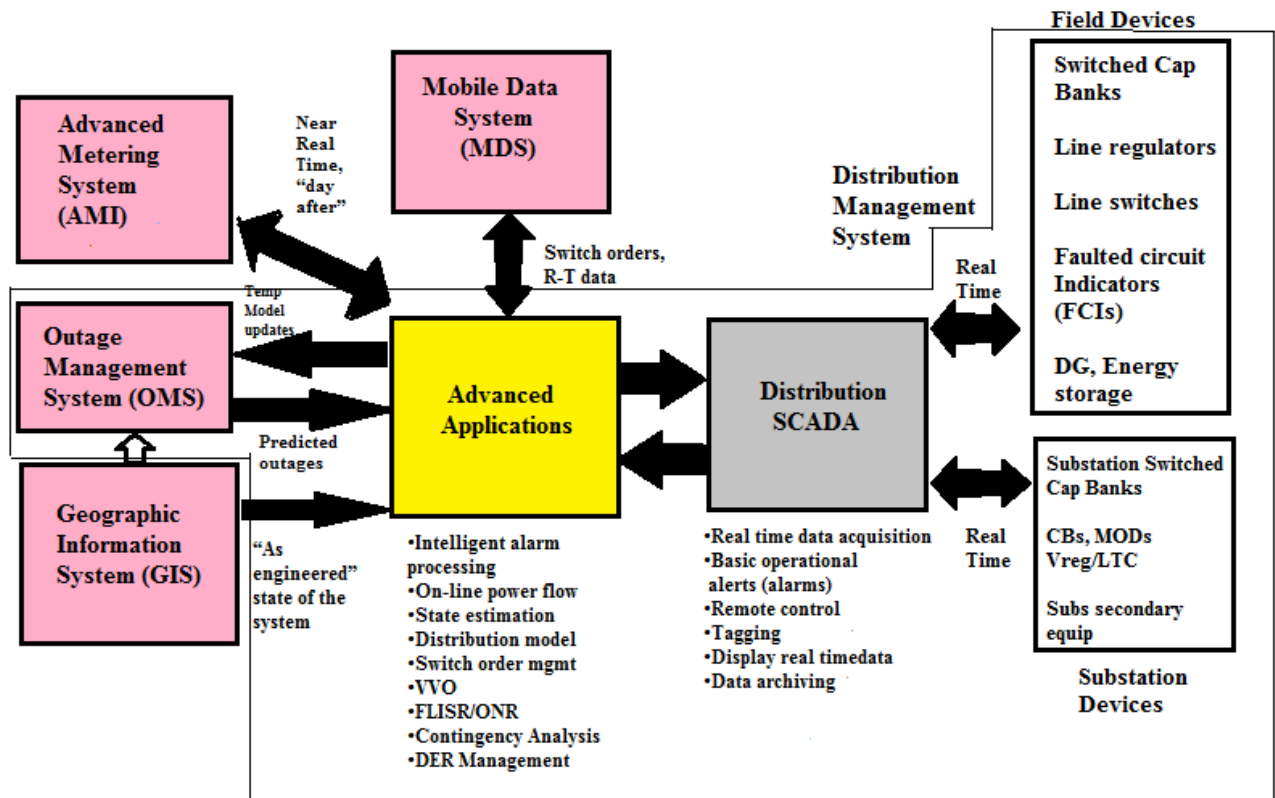 Field Devices
Switched Cap
Banks
Line regulators
Line switches
Faulted circuit
Indicators
(FCIs)
DG, Energy
storage
Mobile Data
System
(MDS)
Advanced
Metering
System
(AMI)
Near
Real
Time,
“day
after”
Distribution
Management
System
Switch orders,
R-T data
Real
Time
Temp
Model
updates
Outage
Management
System (OMS)
Advanced
Applications
Distribution
SCADA
Predicted
outages
Geographic
Information
System (GIS)
“As
engineered”
state of the
system
•Intelligent alarm
processing
•On-line power flow
•State estimation
•Distribution model
•Switch order mgmt
•VVO
•FLISR/ONR
•Contingency Analysis
•DER Management
•Real time data acquisition
•Basic operational
alerts (alarms)
•Remote control
•Tagging
•Display real timedata
•Data archiving
Real
Time
Substation Switched
Cap Banks
CBs, MODs
Vreg/LTC
Subs secondary
equip
Substation
Devices